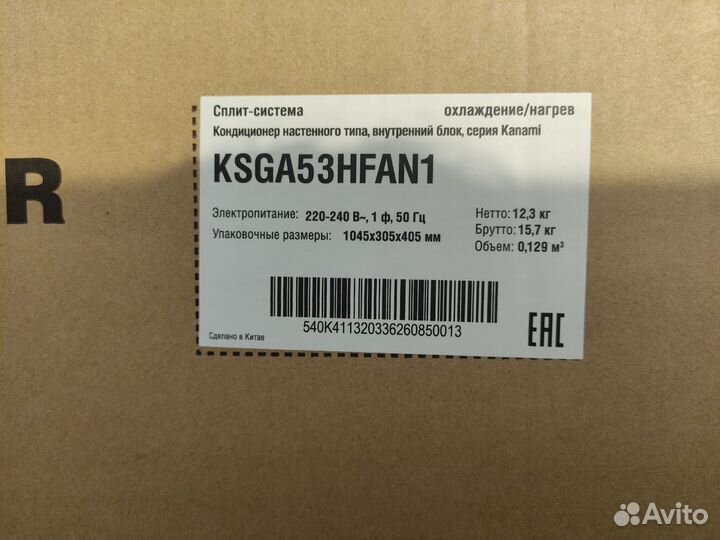 Сплит-система охлаждение/нагрев
Кондиционер настенного типа, внутренний блок, серия Kanami
KSGA53HFAN1
Электропитание: 220-240 В~, 1 ф, 50 Гц Нетто: 12,3 кг
Упаковочные размеры: 1045x305x405 мм Брутто: 15,7 кг
Объем: 0,129 м³
540K411320336260850013
Сделано в Китае
EAC
R
Avito